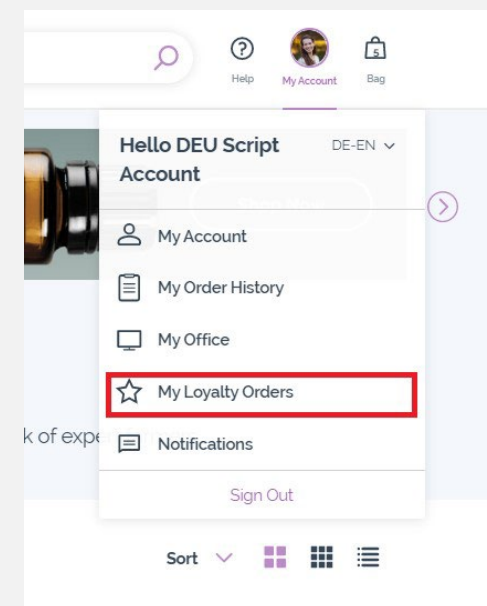 Help
My Account
5
Bag
Hello DEU Script Account
DE-EN
My Account
My Order History
My Office
My Loyalty Orders
Notifications
k of expe
Sign Out
Sort